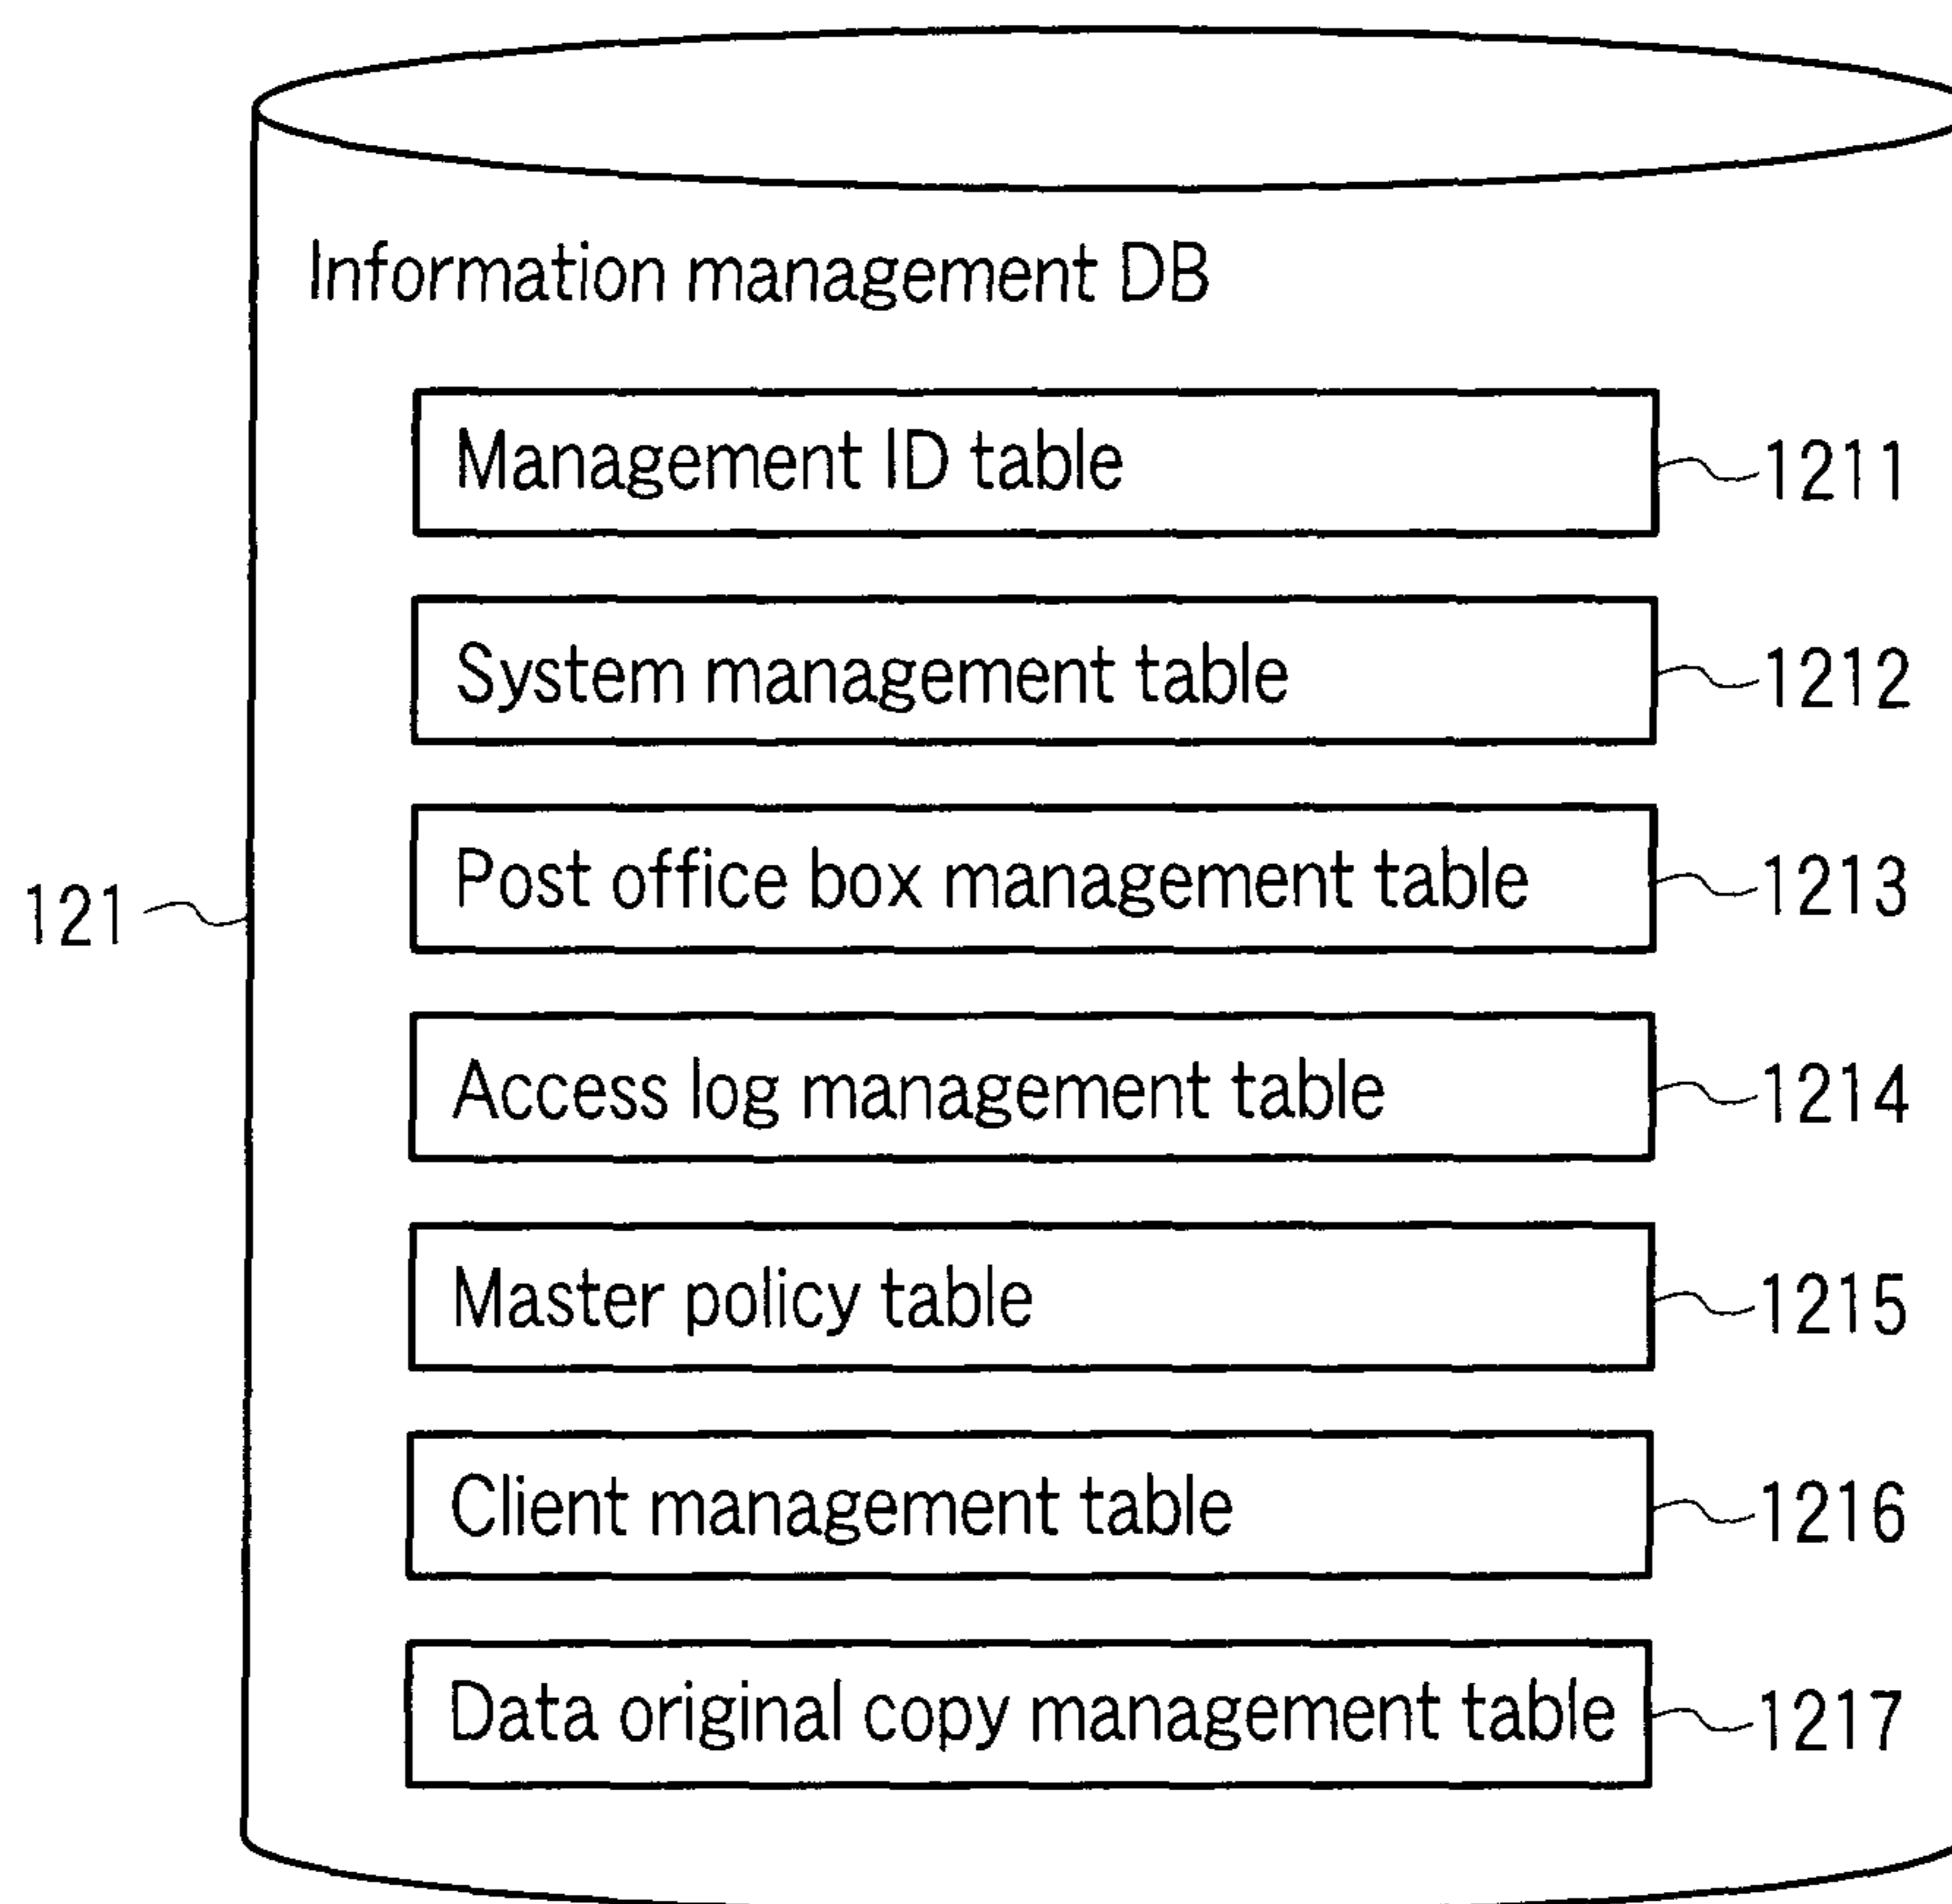 Information management DB
Management ID table 1211
System management table 1212
Post office box management table 1213
121
Access log management table 1214
Master policy table 1215
Client management table 1216
Data original copy management table 1217